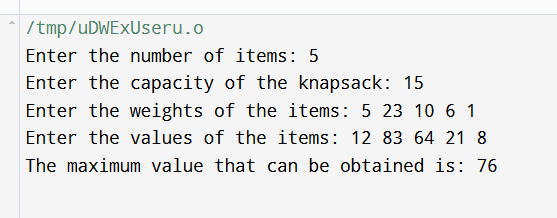 /tmp/uDWExUseru.o
Enter the number of items: 5
Enter the capacity of the knapsack: 15
Enter the weights of the items: 5 23 10 6 1
Enter the values of the items: 12 83 64 21 8
The maximum value that can be obtained is: 76